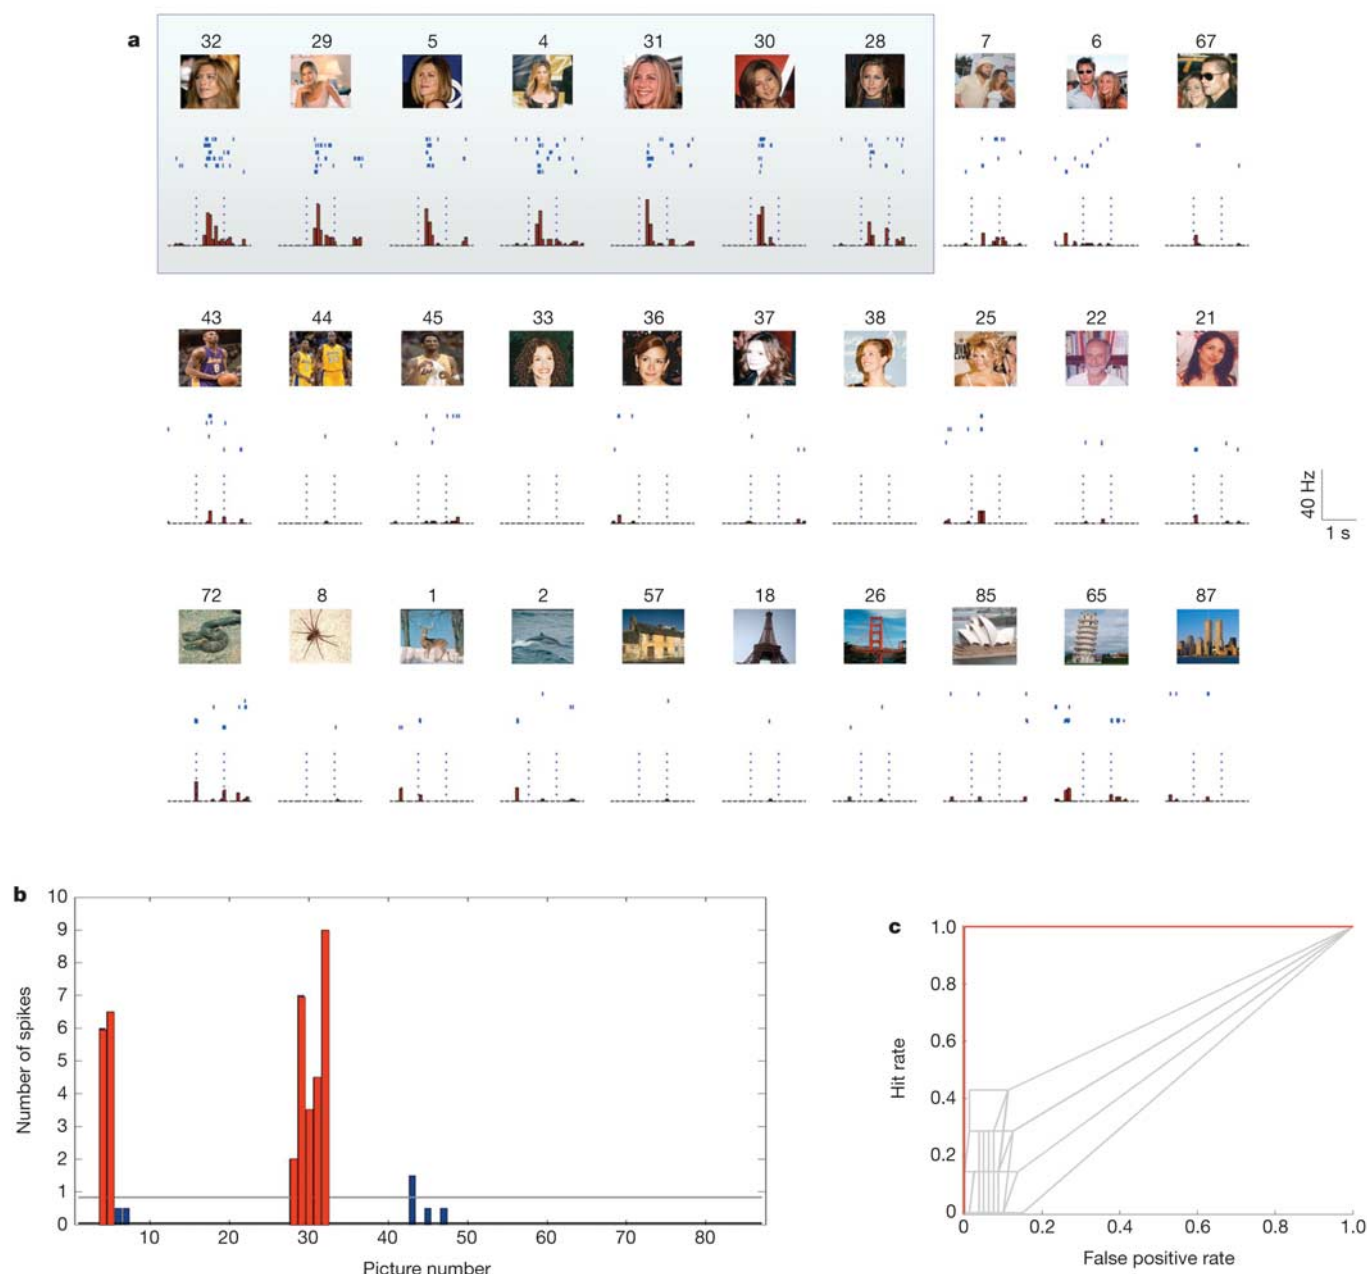 a
32 29 5 4 31 30 28 7 6 67
43 44 45 33 36 37 38 25 22 21
40 Hz
1 s
72 8 1 2 57 18 26 85 65 87
b
10
9
8
7
6
5
4
3
2
1
0
Number of spikes
10 20 30 40 50 60 70 80
Picture number
c
1.0
0.8
0.6
0.4
0.2
0
Hit rate
0 0.2 0.4 0.6 0.8 1.0
False positive rate